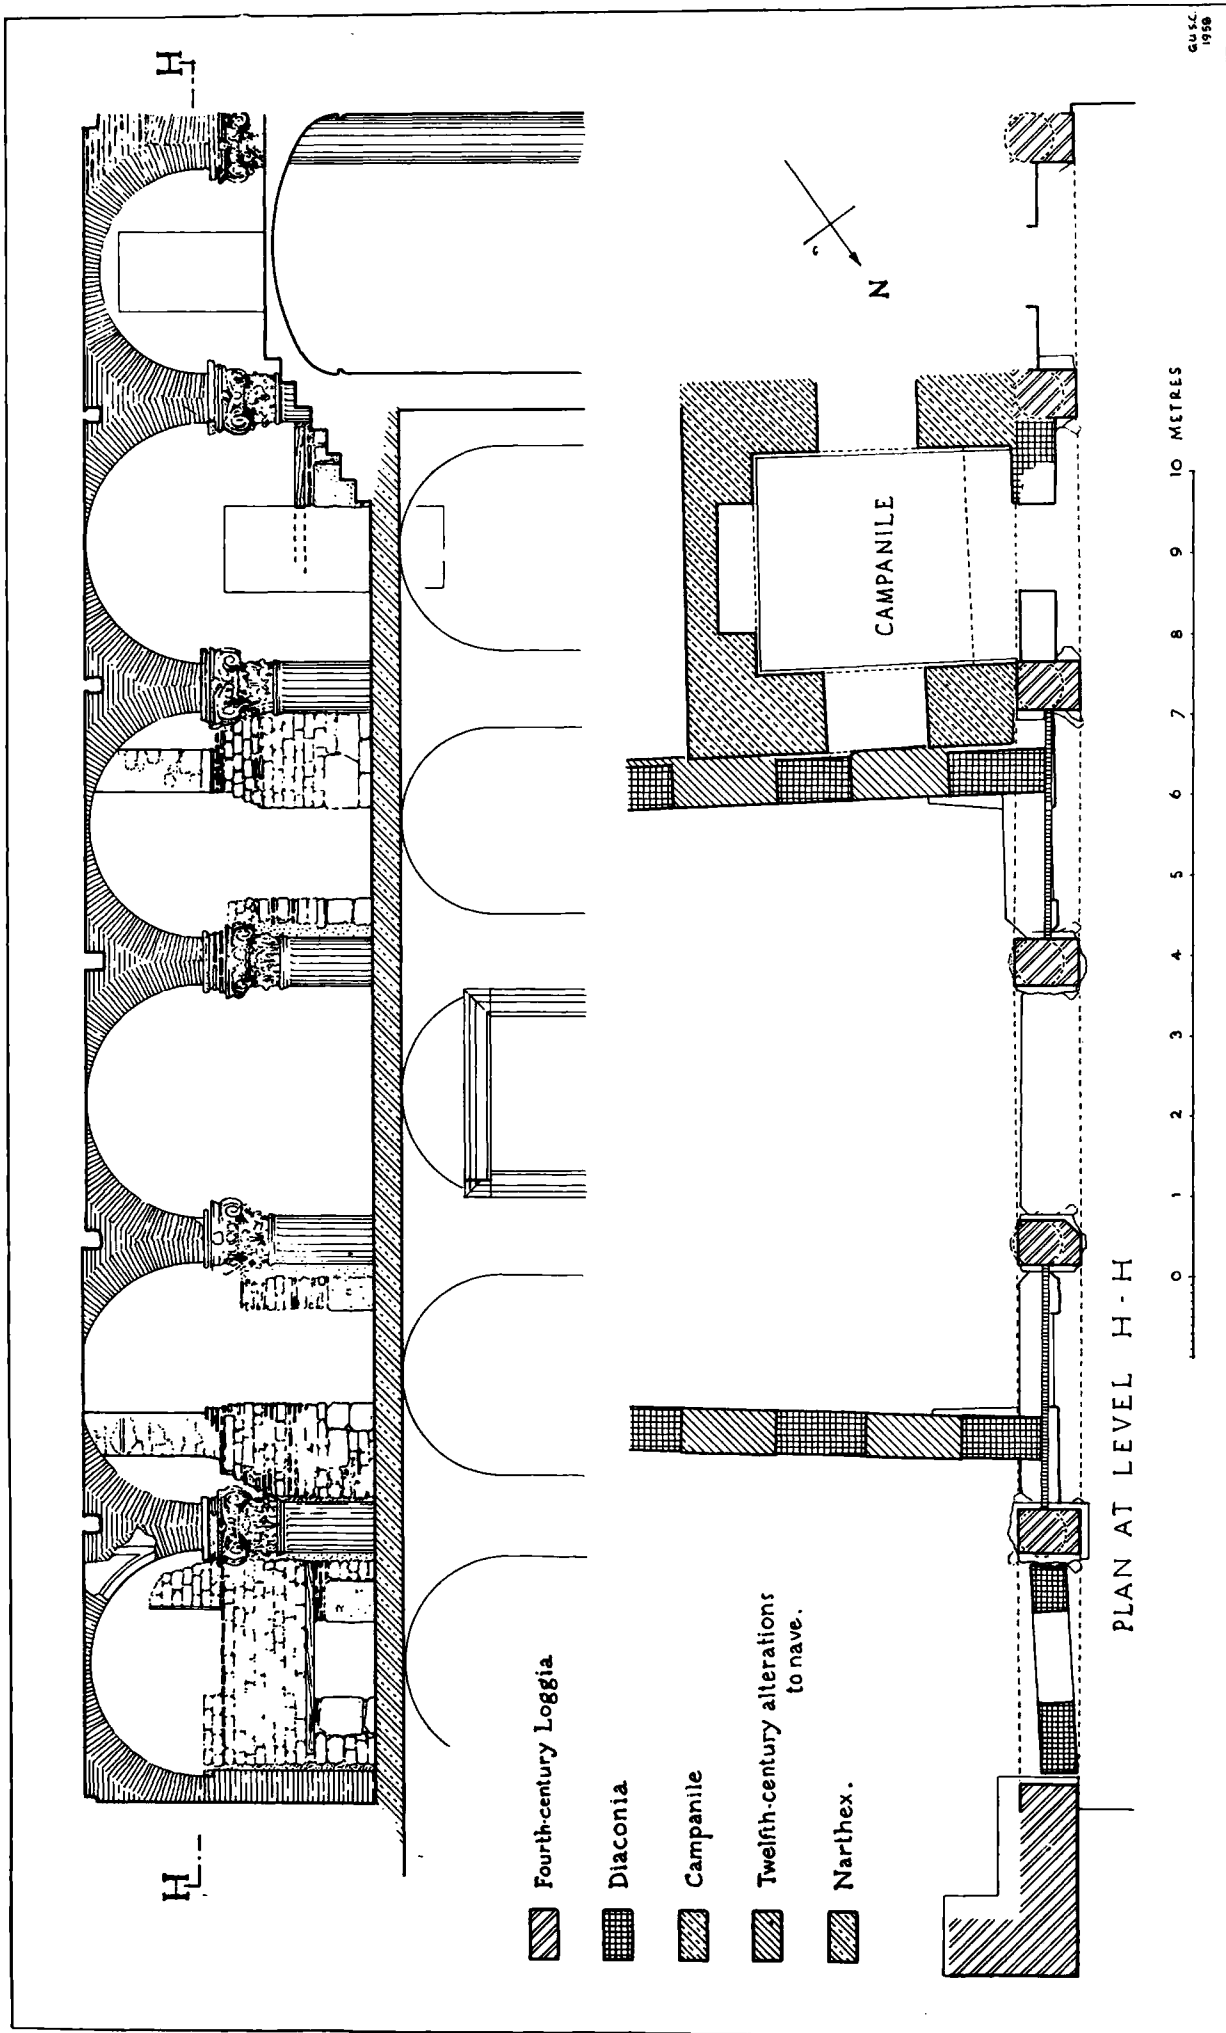 H
H
Fourth-century Loggia
Diaconia
Campanile
Twelfth-century alterations
to nave.
Narthex.
CAMPANILE
N
PLAN AT LEVEL H - H
0 1 2 3 4 5 6 7 8 9 10 METRES
G.U.S.C.
1958